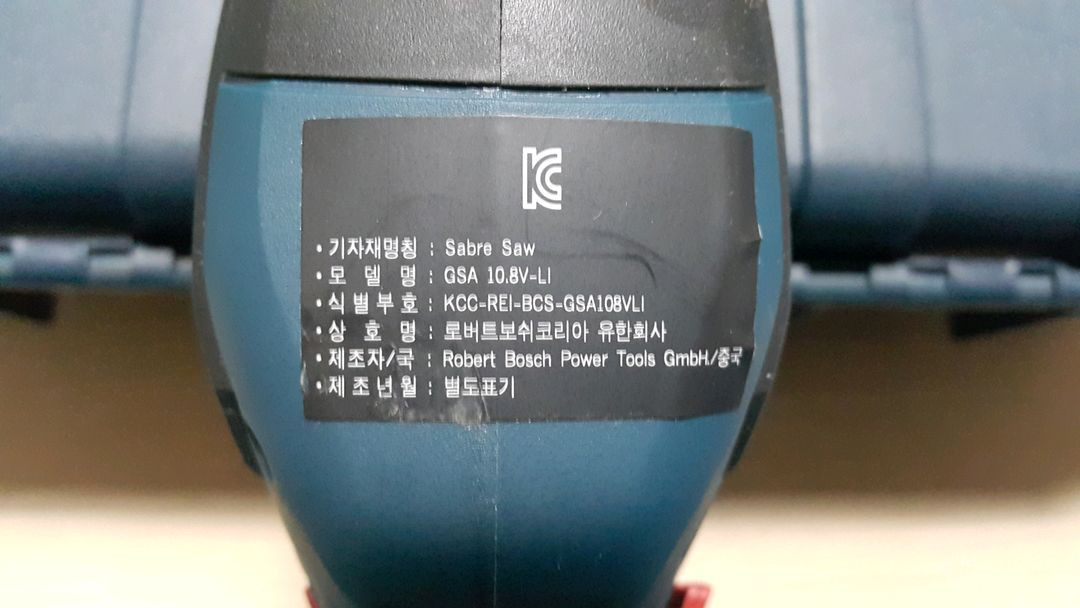 KC
• 기자재명칭 : Sabre Saw
• 모 델 명 : GSA 10.8V-LI
• 식 별 부 호 : KCC-REI-BCS-GSA108VLI
• 상 호 명 : 로버트보쉬코리아 유한회사
• 제조자/국 : Robert Bosch Power Tools GmbH/중국
• 제 조 년 월 : 별도표기